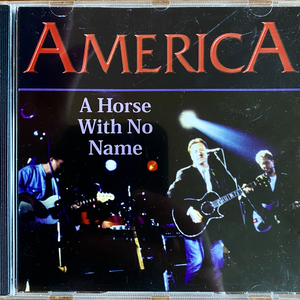 AMERICA
A Horse
With No
Name